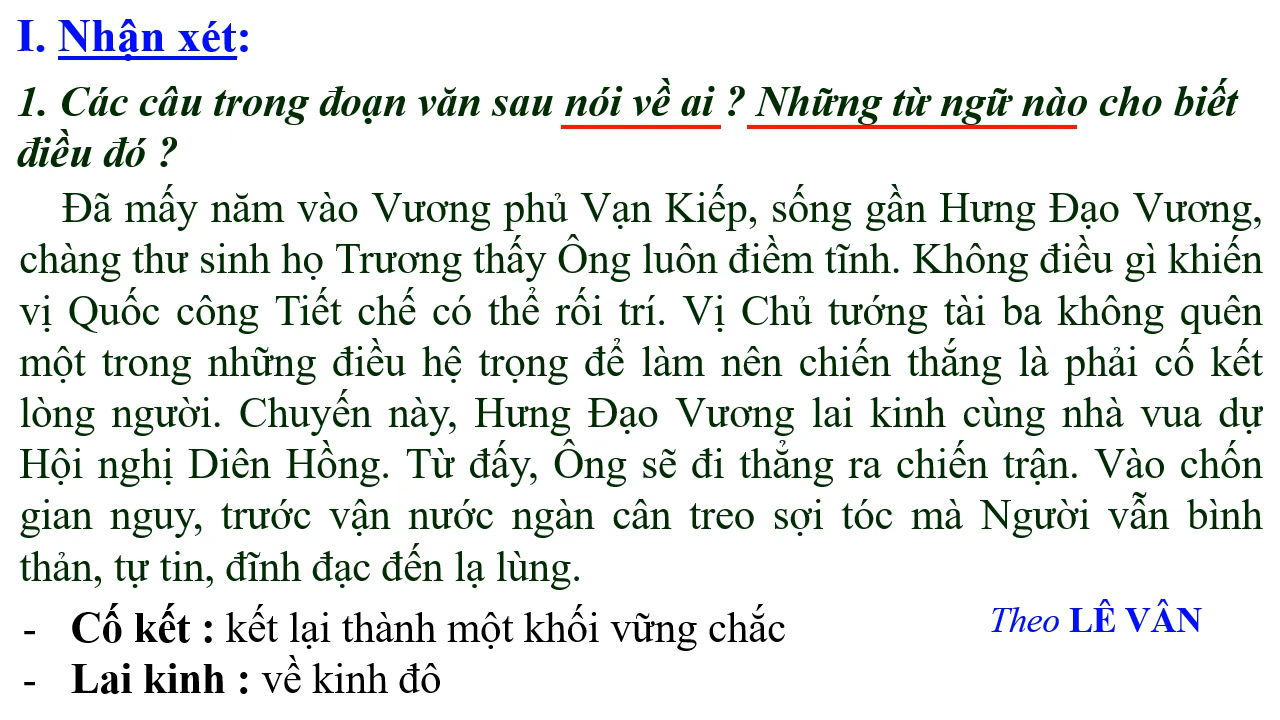 I. Nhận xét:
1. Các câu trong đoạn văn sau nói về ai ? Những từ ngữ nào cho biết
điều đó ?
Đã mấy năm vào Vương phủ Vạn Kiếp, sống gần Hưng Đạo Vương,
chàng thư sinh họ Trương thấy Ông luôn điềm tĩnh. Không điều gì khiến
vị Quốc công Tiết chế có thể rối trí. Vị Chủ tướng tài ba không quên
một trong những điều hệ trọng để làm nên chiến thắng là phải cố kết
lòng người. Chuyến này, Hưng Đạo Vương lai kinh cùng nhà vua dự
Hội nghị Diên Hồng. Từ đấy, Ông sẽ đi thẳng ra chiến trận. Vào chốn
gian nguy, trước vận nước ngàn cân treo sợi tóc mà Người vẫn bình
thản, tự tin, đĩnh đạc đến lạ lùng.
- Cố kết : kết lại thành một khối vững chắc
Theo LÊ VÂN
- Lai kinh : về kinh đô